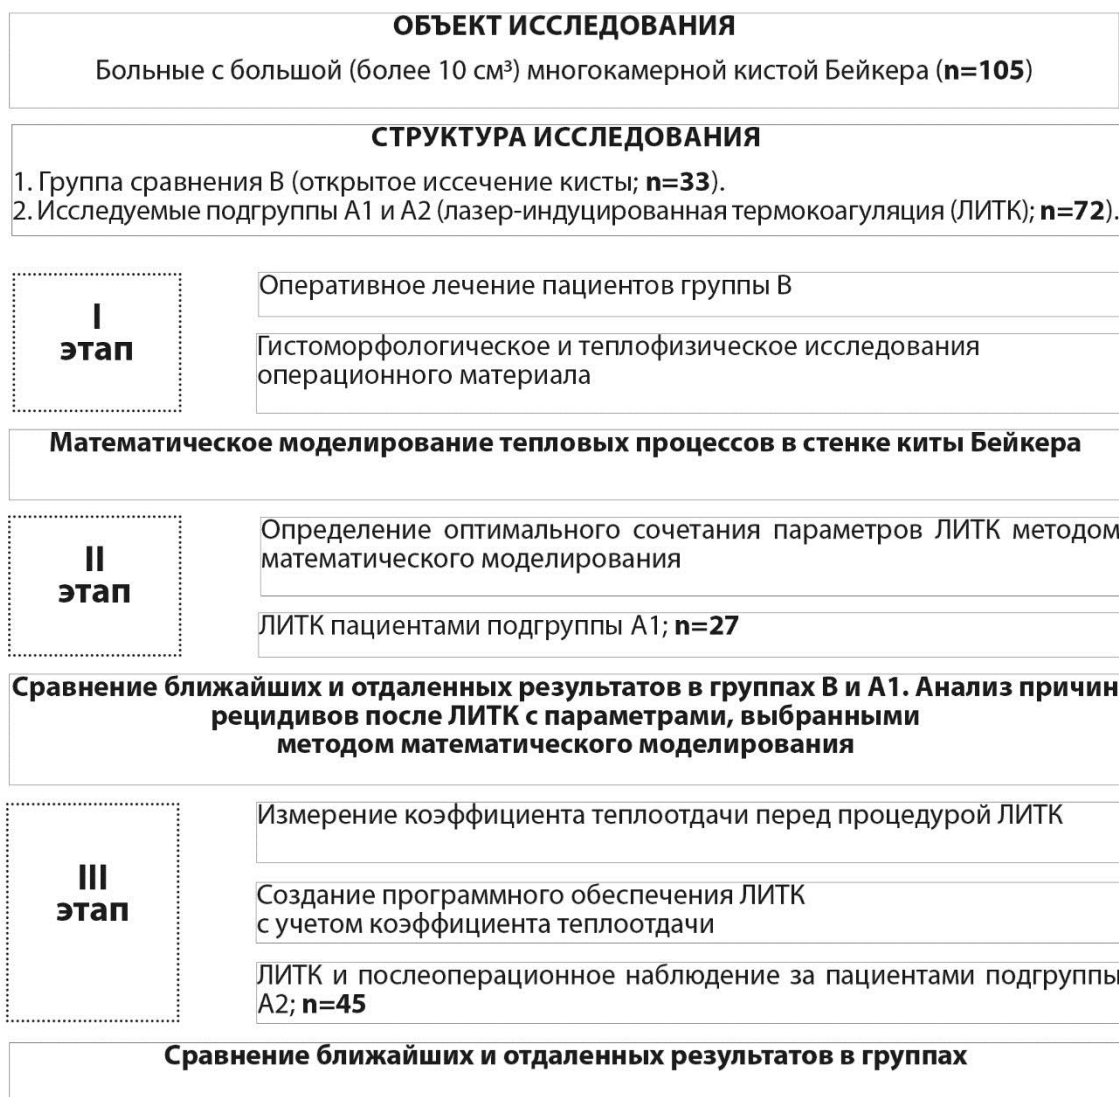 ОБЪЕКТ ИССЛЕДОВАНИЯ
Больные с большой (более 10 см³) многокамерной кистой Бейкера (n=105)
СТРУКТУРА ИССЛЕДОВАНИЯ
1. Группа сравнения В (открытое иссечение кисты; n=33).
2. Исследуемые подгруппы А1 и А2 (лазер-индуцированная термокоагуляция (ЛИТК); n=72).
I
этап
Оперативное лечение пациентов группы В
Гистоморфологическое и теплофизическое исследования
операционного материала
Математическое моделирование тепловых процессов в стенке киты Бейкера
II
этап
Определение оптимального сочетания параметров ЛИТК методом
математического моделирования
ЛИТК пациентами подгруппы А1; n=27
Сравнение ближайших и отдаленных результатов в группах В и А1. Анализ причин
рецидивов после ЛИТК с параметрами, выбранными
методом математического моделирования
III
этап
Измерение коэффициента теплоотдачи перед процедурой ЛИТК
Создание программного обеспечения ЛИТК
с учетом коэффициента теплоотдачи
ЛИТК и послеоперационное наблюдение за пациентами подгруппы
А2; n=45
Сравнение ближайших и отдаленных результатов в группах